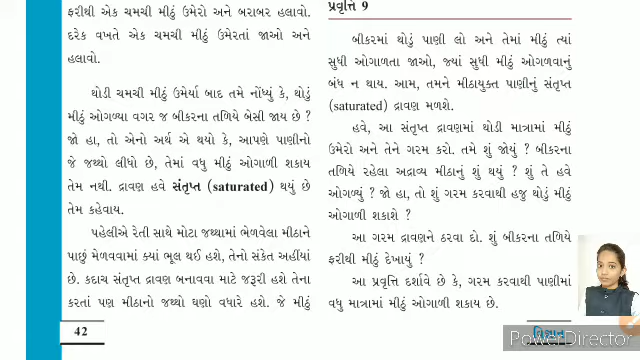 ફરીથી એક ચમચી મીઠું ઉમેરો અને બરાબર હલાવો.
દરેક વખતે એક ચમચી મીઠું ઉમેરતાં જાઓ અને
હલાવો.
થોડી ચમચી મીઠું ઉમેર્યા બાદ તમે નોંધ્યું કે, થોડું
મીઠું ઓગળ્યા વગર જ બીકરના તળિયે બેસી જાય છે ?
જો હા, તો એનો અર્થ એ થયો કે, આપણે પાણીનો
જે જથ્થો લીધો છે, તેમાં વધુ મીઠું ઓગાળી શકાય
તેમ નથી. દ્રાવણ હવે સંતૃપ્ત (saturated) થયું છે
તેમ કહેવાય.
પહેલીએ રેતી સાથે મોટા જથ્થામાં ભેળવેલા મીઠાને
પાછું મેળવવામાં ક્યાં ભૂલ થઈ હશે, તેનો સંકેત અહીંયાં
છે. કદાચ સંતૃપ્ત દ્રાવણ બનાવવા માટે જરૂરી હશે તેના
કરતાં પણ મીઠાનો જથ્થો ઘણો વધારે હશે. જે મીઠું
42
પ્રવૃત્તિ 9
બીકરમાં થોડું પાણી લો અને તેમાં મીઠું ત્યાં
સુધી ઓગાળતા જાઓ, જ્યાં સુધી મીઠું ઓગળવાનું
બંધ ન થાય. આમ, તમને મીઠાયુક્ત પાણીનું સંતૃપ્ત
(saturated) દ્રાવણ મળશે.
હવે, આ સંતૃપ્ત દ્રાવણમાં થોડી માત્રામાં મીઠું
ઉમેરો અને તેને ગરમ કરો. તમે શું જોયું ? બીકરના
તળિયે રહેલા અદ્રાવ્ય મીઠાનું શું થયું ? શું તે હવે
ઓગળ્યું ? જો હા, તો શું ગરમ કરવાથી હજુ થોડું મીઠું
ઓગાળી શકાશે ?
આ ગરમ દ્રાવણને ઠરવા દો. શું બીકરના તળિયે
ફરીથી મીઠું દેખાયું ?
આ પ્રવૃત્તિ દર્શાવે છે કે, ગરમ કરવાથી પાણીમાં
વધુ માત્રામાં મીઠું ઓગાળી શકાય છે.
વિજ્ઞાન
PowerDirector